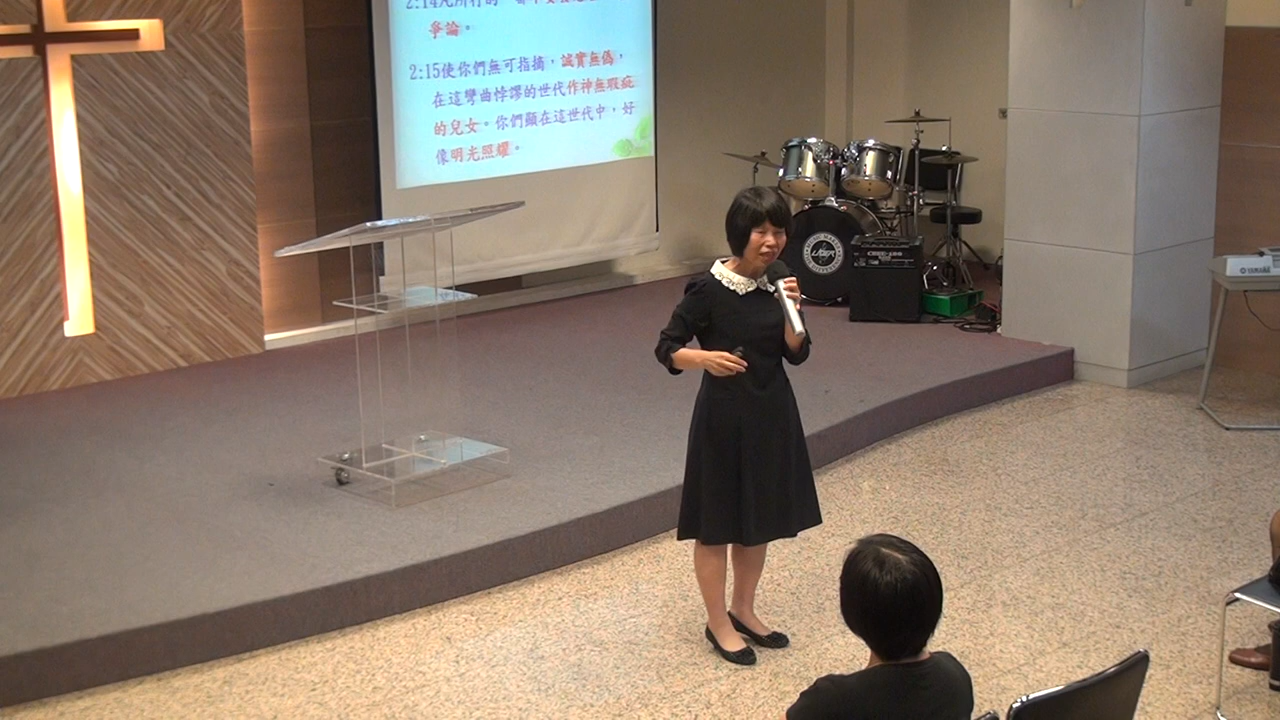 2:14凡所行的，都不要發怨言
爭論。
2:15使你們無可指摘，誠實無偽，
在這彎曲悖謬的世代作神無瑕疵
的兒女。你們顯在這世代中，好
像明光照耀。
YAMAHA